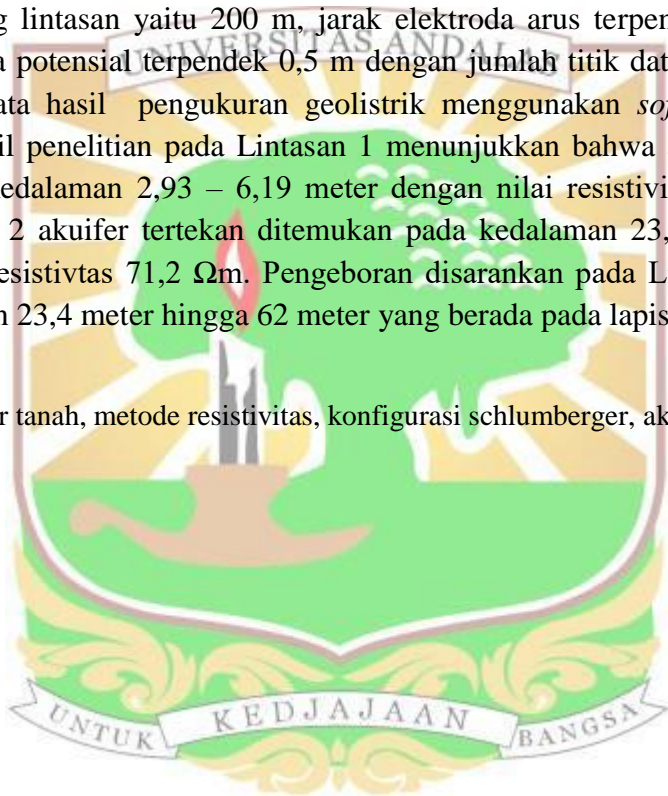 g lintasan yaitu 200 m, jarak elektroda arus terpen
UNIVERSITAS ANDALAS
a potensial terpendek 0,5 m dengan jumlah titik dat
ata hasil pengukuran geolistrik menggunakan sof
il penelitian pada Lintasan 1 menunjukkan bahwa
kedalaman 2,93 – 6,19 meter dengan nilai resistivi
2 akuifer tertekan ditemukan pada kedalaman 23,
resistivtas 71,2 Ωm. Pengeboran disarankan pada L
n 23,4 meter hingga 62 meter yang berada pada lapis
r tanah, metode resistivitas, konfigurasi schlumberger, ak
UNTUK KEDJAJAAN BANGSA